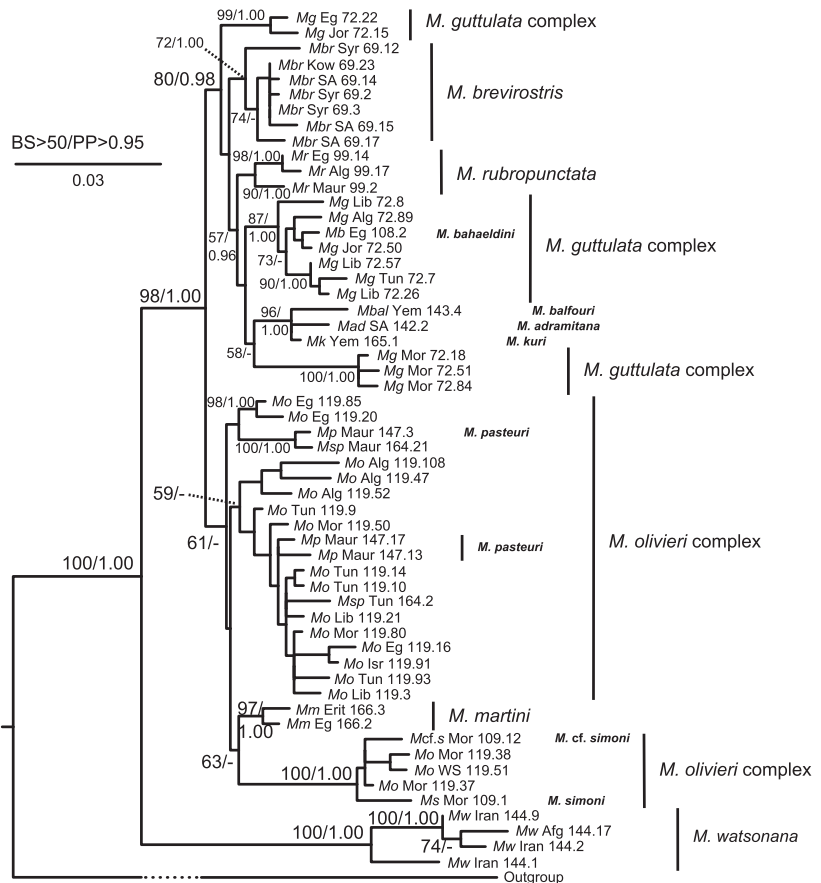 99/1.00
Mg Eg 72.22
Mg Jor 72.15
M. guttulata complex
72/1.00
Mbr Syr 69.12
Mbr Kow 69.23
80/0.98
Mbr SA 69.14
Mbr Syr 69.2
M. brevirostris
Mbr Syr 69.3
74/-
Mbr SA 69.15
Mbr SA 69.17
BS>50/PP>0.95
0.03
98/1.00
Mr Eg 99.14
Mr Alg 99.17
M. rubropunctata
90/1.00
Mr Maur 99.2
Mg Lib 72.8
87/
1.00
Mg Alg 72.89
57/
0.96
Mb Eg 108.2
M. bahaeldini
Mg Jor 72.50
M. guttulata complex
73/-
Mg Lib 72.57
90/1.00
Mg Tun 72.7
Mg Lib 72.26
98/1.00
96/
1.00
Mbal Yem 143.4
M. balfouri
Mad SA 142.2
M. adramitana
Mk Yem 165.1
M. kuri
58/-
Mg Mor 72.18
100/1.00
Mg Mor 72.51
M. guttulata complex
Mg Mor 72.84
98/1.00
Mo Eg 119.85
Mo Eg 119.20
Mp Maur 147.3
M. pasteuri
100/1.00
Msp Maur 164.21
Mo Alg 119.108
Mo Alg 119.47
59/-
Mo Alg 119.52
Mo Tun 119.9
Mo Mor 119.50
61/-
Mp Maur 147.17
Mp Maur 147.13
M. pasteuri
M. olivieri complex
100/1.00
Mo Tun 119.14
Mo Tun 119.10
Msp Tun 164.2
Mo Lib 119.21
Mo Mor 119.80
Mo Eg 119.16
Mo Isr 119.91
Mo Tun 119.93
Mo Lib 119.3
97/
1.00
Mm Erit 166.3
Mm Eg 166.2
M. martini
63/-
Mcf.s Mor 109.12
M. cf. simoni
Mo Mor 119.38
100/1.00
Mo WS 119.51
M. olivieri complex
Mo Mor 119.37
Ms Mor 109.1
M. simoni
100/1.00
Mw Iran 144.9
100/1.00
Mw Afg 144.17
M. watsonana
74/-
Mw Iran 144.2
Mw Iran 144.1
Outgroup